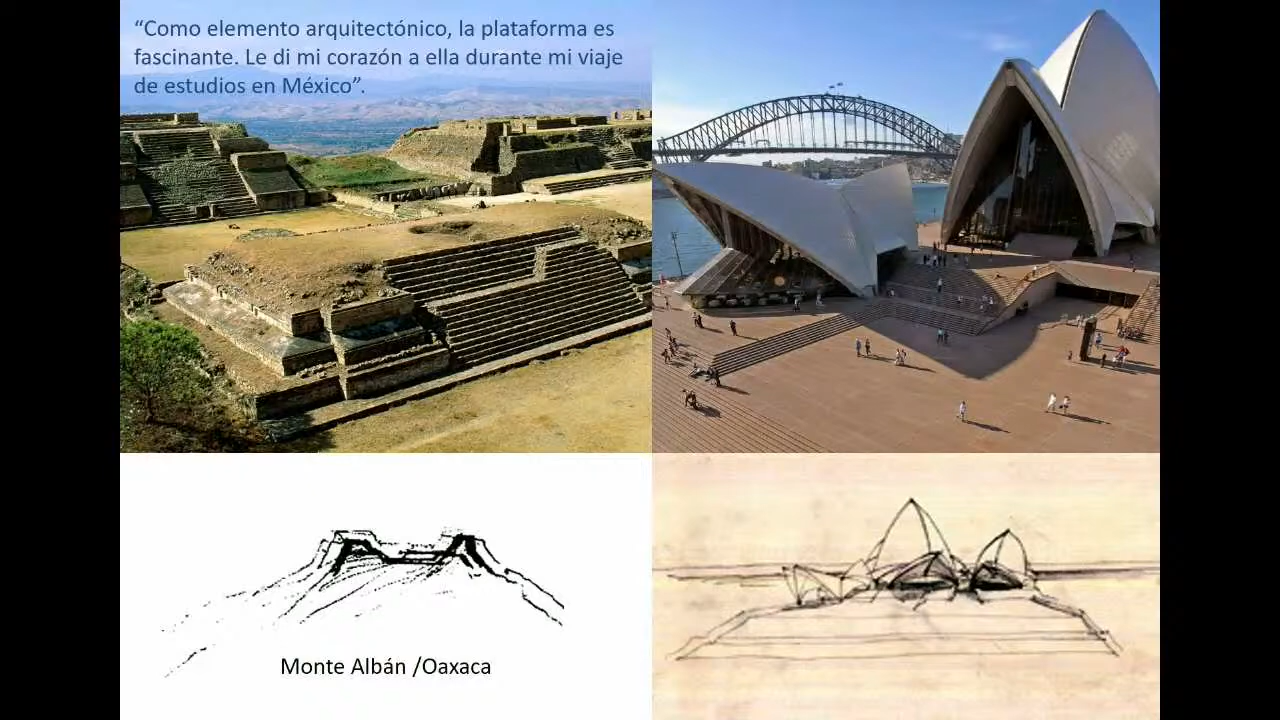 “Como elemento arquitectónico, la plataforma es
fascinante. Le di mi corazón a ella durante mi viaje
de estudios en México”.
Monte Albán /Oaxaca